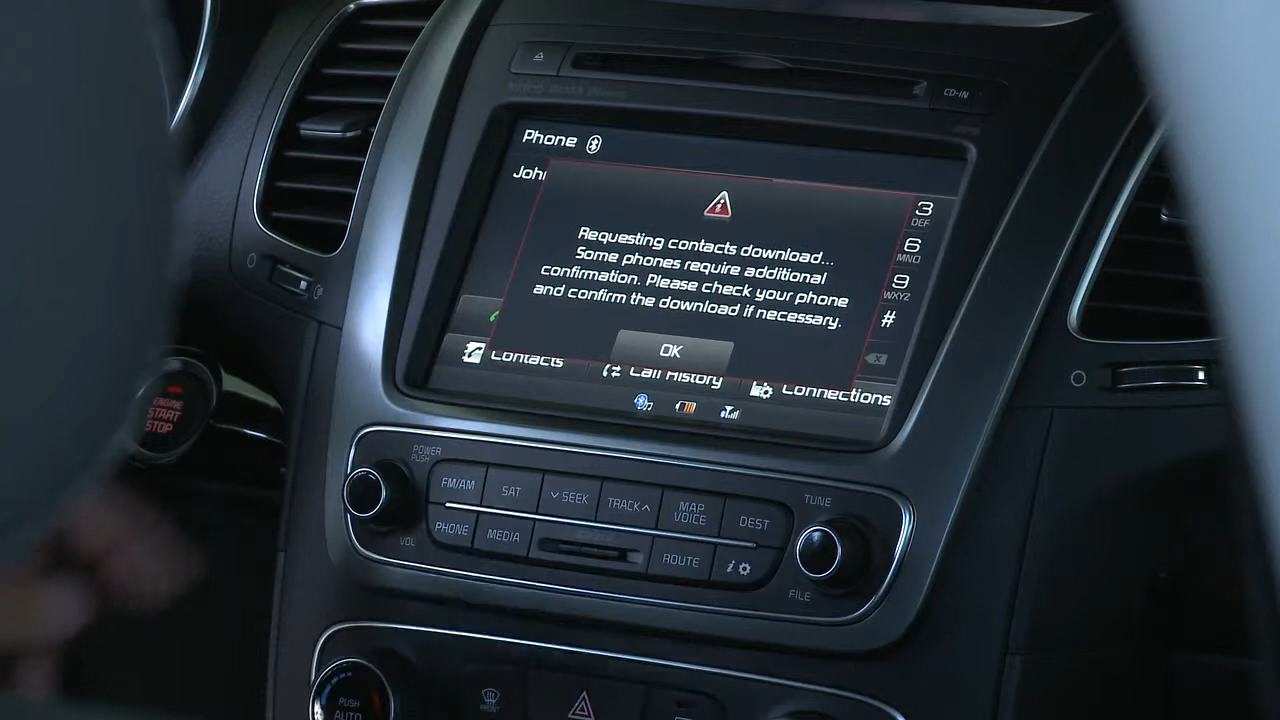 CD-IN
Phone
John
3
DEF
6
MNO
9
WXYZ
#
Requesting contacts download...
Some phones require additional
confirmation. Please check your phone
and confirm the download if necessary.
OK
Contacts
Call History
Connections
ENGINE
START
STOP
POWER
PUSH
VOL
FM/AM
SAT
SEEK
TRACK
MAP
VOICE
DEST
PHONE
MEDIA
ROUTE
i
TUNE
FILE
PUSH
AUTO
FRONT